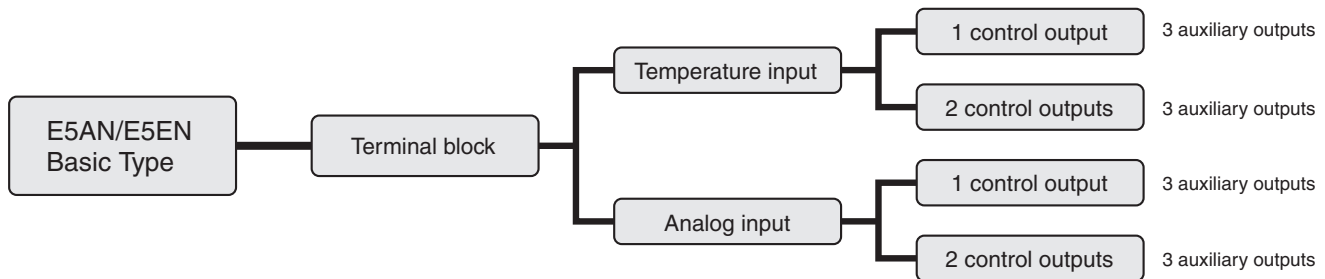 E5AN/E5EN
Basic Type
Terminal block
Temperature input
1 control output
3 auxiliary outputs
2 control outputs
3 auxiliary outputs
Analog input
1 control output
3 auxiliary outputs
2 control outputs
3 auxiliary outputs